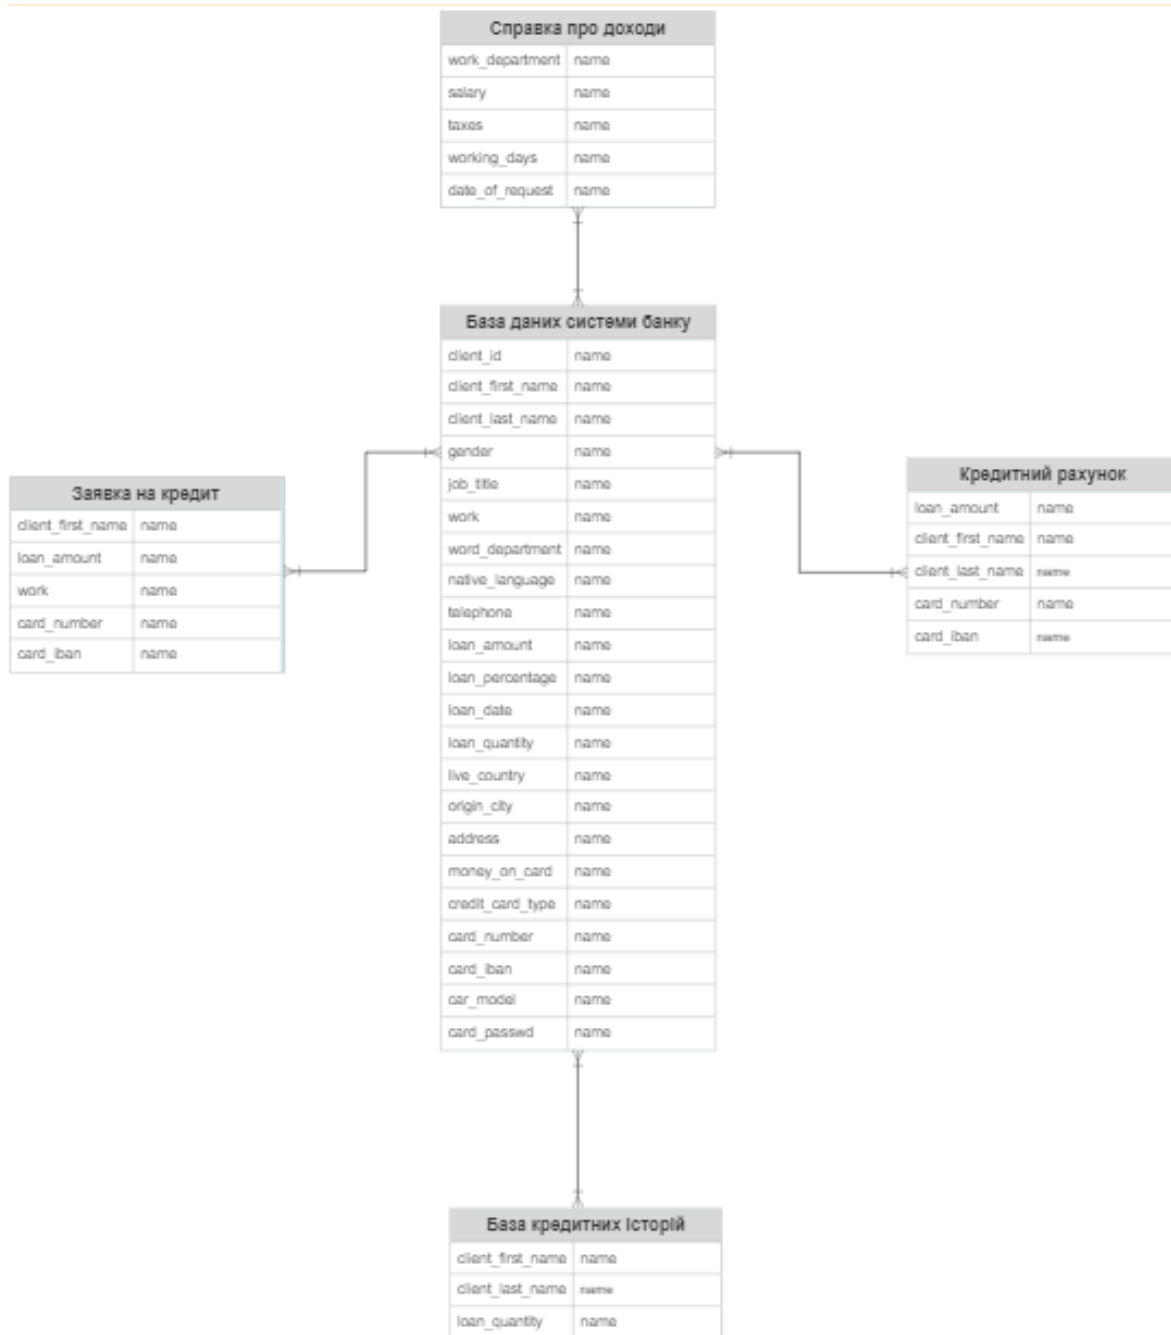 Справка про доходи
work_department name
salary name
taxes name
working_days name
date_of_request name
База даних системи банку
client_id name
client_first_name name
client_last_name name
gender name
job_title name
work name
word_department name
native_language name
telephone name
loan_amount name
loan_percentage name
loan_date name
loan_quantity name
live_country name
origin_city name
address name
money_on_card name
credit_card_type name
card_number name
card_iban name
car_model name
card_passwd name
Заявка на кредит
client_first_name name
loan_amount name
work name
card_number name
card_iban name
Кредитний рахунок
loan_amount name
client_first_name name
client_last_name name
card_number name
card_iban name
База кредитних історій
client_first_name name
client_last_name name
loan_quantity name